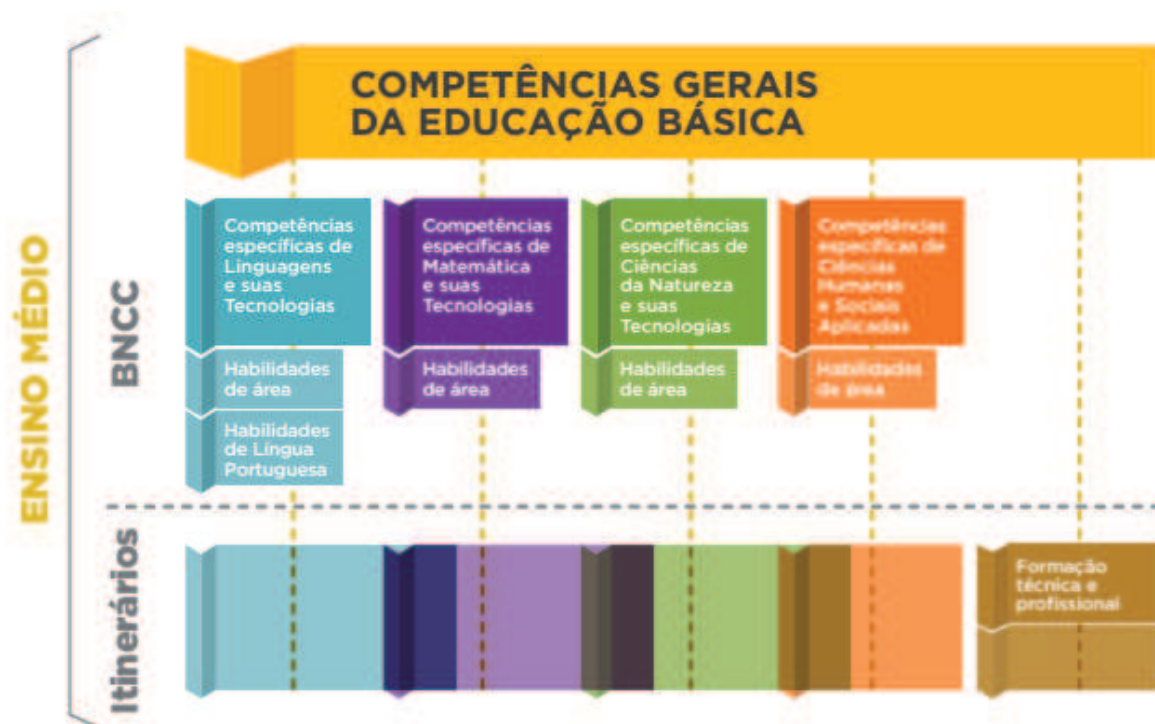 ENSINO MÉDIO
BNCC
Itinerários
COMPETÊNCIAS GERAIS
DA EDUCAÇÃO BÁSICA
Competências
específicas de
Linguagens
e suas
Tecnologias
Habilidades
de área
Habilidades
de Língua
Portuguesa
Competências
específicas de
Matemática
e suas
Tecnologias
Habilidades
de área
Competências
específicas de
Ciências
da Natureza
e suas
Tecnologias
Habilidades
de área
Competências
específicas de
Ciências
Humanas
e Sociais
Aplicadas
Habilidades
de área
Formação
técnica e
profissional